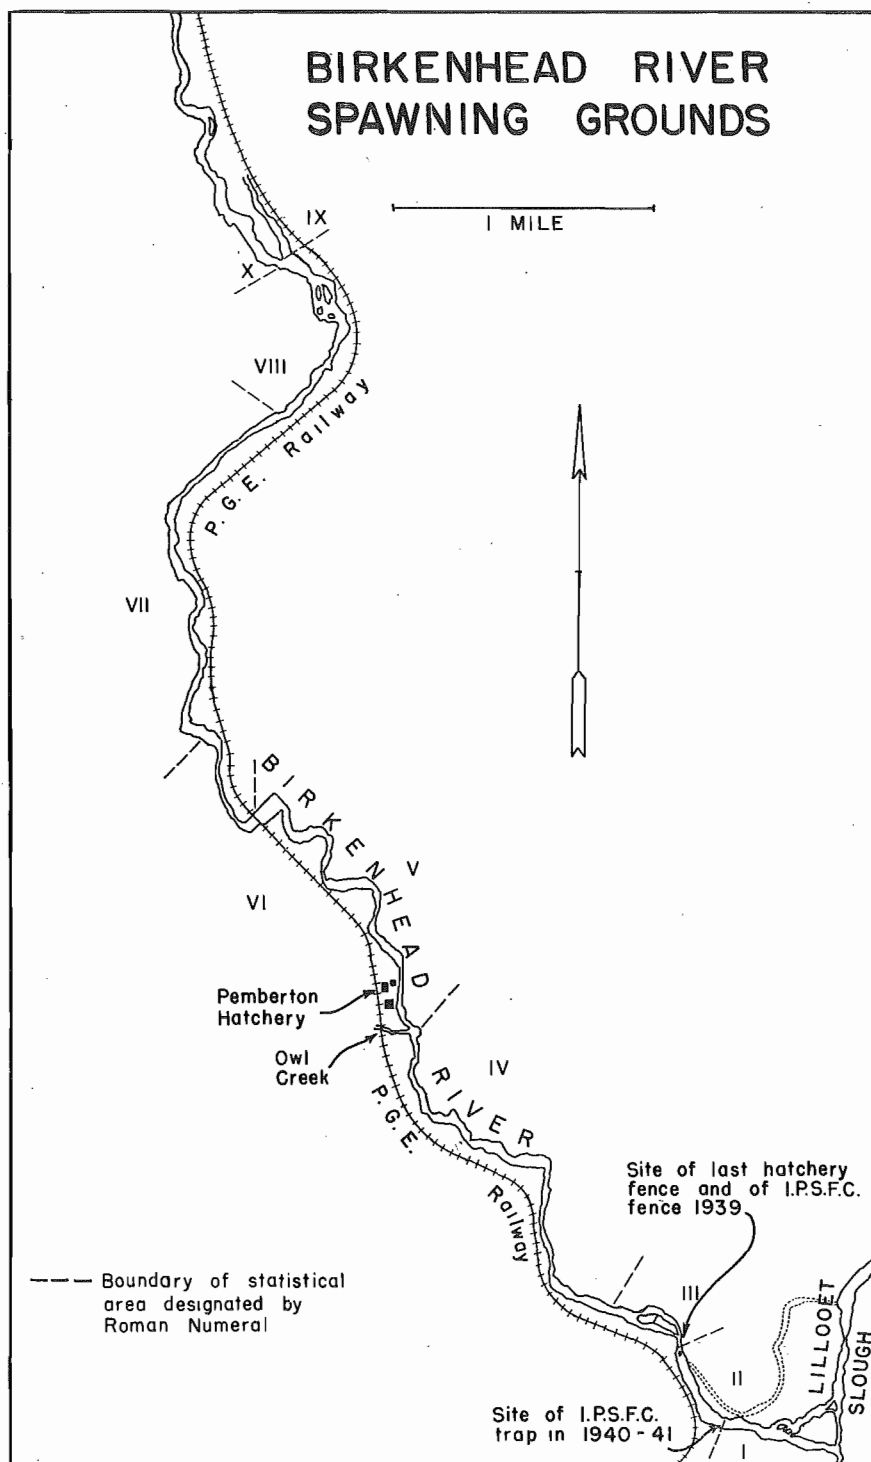 BIRKENHEAD RIVER
SPAWNING GROUNDS
1 MILE
IX
X
VIII
P.G.E. Railway
VII
BIRKENHEAD RIVER
V
VI
Pemberton
Hatchery
Owl
Creek
IV
P.G.E. Railway
Site of last hatchery
fence and of I.P.S.F.C.
fence 1939
Boundary of statistical
area designated by
Roman Numeral
III
LILLOOET
SLOUGH
II
Site of I.P.S.F.C.
trap in 1940-41
I